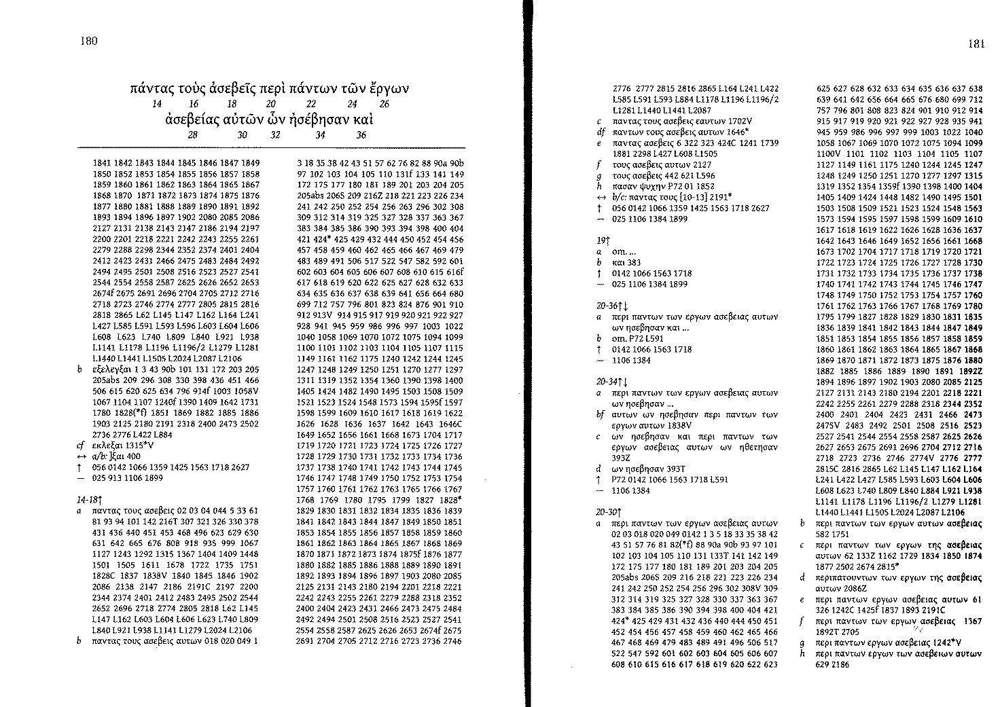 180
πάντας τοὺς ἀσεβεῖς περὶ πάντων τῶν ἔργων
14 16 18 20 22 24 26
ἀσεβείας αὐτῶν ὧν ἠσέβησαν καὶ
28 30 32 34 36
1841 1842 1843 1844 1845 1846 1847 1849
1850 1852 1853 1854 1855 1856 1857 1858
1859 1860 1861 1862 1863 1864 1865 1867
1868 1870 1871 1872 1873 1874 1875 1876
1877 1880 1881 1888 1889 1890 1891 1892
1893 1894 1896 1897 1902 2080 2085 2086
2127 2131 2138 2143 2147 2186 2194 2197
2200 2201 2218 2221 2242 2243 2255 2261
2279 2288 2298 2344 2352 2374 2401 2404
2412 2423 2431 2466 2475 2483 2484 2492
2494 2495 2501 2508 2516 2523 2527 2541
2544 2554 2558 2587 2625 2626 2652 2653
2674f 2675 2691 2696 2704 2705 2712 2716
2718 2723 2746 2774 2777 2805 2815 2816
2818 2865 L62 L145 L147 L162 L164 L241
L427 L585 L591 L593 L596 L603 L604 L606
L608 L623 L740 L809 L840 L921 L938
L1141 L1178 L1196 L1196/2 L1279 L1281
L1440 L1441 L1505 L2024 L2087 L2106
b εξελεγξαι 1 3 43 90b 101 131 172 203 205
205abs 209 296 308 330 398 436 451 466
506 615 620 625 634 796 914f 1003 1058V
1067 1104 1107 1240f 1390 1409 1642 1731
1780 1828(*f) 1851 1869 1882 1885 1886
1903 2125 2180 2191 2318 2400 2473 2502
2736 2776 L422 L884
cf εκλεξαι 1315*V
↔ a/b: ]ξαι 400
↑ 056 0142 1066 1359 1425 1563 1718 2627
— 025 913 1106 1899
14-18↑
a παντας τους ασεβεις 02 03 04 044 5 33 61
81 93 94 101 142 216T 307 321 326 330 378
431 436 440 451 453 468 496 623 629 630
631 642 665 676 808 918 935 999 1067
1127 1243 1292 1315 1367 1404 1409 1448
1501 1505 1611 1678 1722 1735 1751
1828C 1837 1838V 1840 1845 1846 1902
2086 2138 2147 2186 2191C 2197 2200
2344 2374 2401 2412 2483 2495 2502 2544
2652 2696 2718 2774 2805 2818 L62 L145
L147 L162 L603 L604 L606 L623 L740 L809
L840 L921 L938 L1141 L1279 L2024 L2106
b παντας τους ασεβεις αυτων 018 020 049 1
3 18 35 38 42 43 51 57 62 76 82 88 90a 90b
97 102 103 104 105 110 131f 133 141 149
172 175 177 180 181 189 201 203 204 205
205abs 206S 209 216Z 218 221 223 226 234
241 242 250 252 254 256 263 296 302 308
309 312 314 319 325 327 328 337 363 367
383 384 385 386 390 393 394 398 400 404
421 424* 425 429 432 444 450 452 454 456
457 458 459 460 462 465 466 467 469 479
483 489 491 506 517 522 547 582 592 601
602 603 604 605 606 607 608 610 615 616f
617 618 619 620 622 625 627 628 632 633
634 635 636 637 638 639 641 656 664 680
699 712 757 796 801 823 824 876 901 910
912 913V 914 915 917 919 920 921 922 927
928 941 945 959 986 996 997 1003 1022
1040 1058 1069 1070 1072 1075 1094 1099
1100 1101 1102 1103 1104 1105 1107 1115
1149 1161 1162 1175 1240 1242 1244 1245
1247 1248 1249 1250 1251 1270 1277 1297
1311 1319 1352 1354 1360 1390 1398 1400
1405 1424 1482 1490 1495 1503 1508 1509
1521 1523 1524 1548 1573 1594 1595f 1597
1598 1599 1609 1610 1617 1618 1619 1622
1626 1628 1636 1637 1642 1643 1646C
1649 1652 1656 1661 1668 1673 1704 1717
1719 1720 1721 1723 1724 1725 1726 1727
1728 1729 1730 1731 1732 1733 1734 1736
1737 1738 1740 1741 1742 1743 1744 1745
1746 1747 1748 1749 1750 1752 1753 1754
1757 1760 1761 1762 1763 1765 1766 1767
1768 1769 1780 1795 1799 1827 1828*
1829 1830 1831 1832 1834 1835 1836 1839
1841 1842 1843 1844 1847 1849 1850 1851
1853 1854 1855 1856 1857 1858 1859 1860
1861 1862 1863 1864 1865 1867 1868 1869
1870 1871 1872 1873 1874 1875f 1876 1877
1880 1882 1885 1886 1888 1889 1890 1891
1892 1893 1894 1896 1897 1903 2080 2085
2125 2131 2143 2180 2194 2201 2218 2221
2242 2243 2255 2261 2279 2288 2318 2352
2400 2404 2423 2431 2466 2473 2475 2484
2492 2494 2501 2508 2516 2523 2527 2541
2554 2558 2587 2625 2626 2653 2674f 2675
2691 2704 2705 2712 2716 2723 2736 2746
181
2776 2777 2815 2816 2865 L164 L241 L422
L585 L591 L593 L884 L1178 L1196 L1196/2
L1281 L1440 L1441 L2087
c παντας τους ασεβεις εαυτων 1702V
df παντων τους ασεβεις αυτων 1646*
e παντας ασεβεις 6 322 323 424C 1241 1739
1881 2298 L427 L608 L1505
f τους ασεβεις αυτων 2127
g τους ασεβεις 442 621 L596
h πασαν ψυχην P72 01 1852
↔ b/c: παντας τους [10-13] 2191*
↑ 056 0142 1066 1359 1425 1563 1718 2627
— 025 1106 1384 1899
19↑
a om. ...
b και 383
↑ 0142 1066 1563 1718
— 025 1106 1384 1899
20-36↑↓
a περι παντων των εργων ασεβειας αυτων
ων ησεβησαν και ...
b om. P72 L591
↑ 0142 1066 1563 1718
— 1106 1384
20-34↑↓
a περι παντων των εργων ασεβειας αυτων
ων ησεβησαν ...
bf αυτων ων ησεβησαν περι παντων των
εργων αυτων 1838V
c ων ησεβησαν και περι παντων των
εργων ασεβειας αυτων ων ηθετησαν
393Z
d ων ησεβησαν 393T
↑ P72 0142 1066 1563 1718 L591
— 1106 1384
20-30↑
a περι παντων των εργων ασεβειας αυτων
02 03 018 020 049 0142 1 3 5 18 33 35 38 42
43 51 57 76 81 82(*f) 88 90a 90b 93 97 101
102 103 104 105 110 131 133T 141 142 149
172 175 177 180 181 189 201 203 204 205
205abs 206S 209 216 218 221 223 226 234
241 242 250 252 254 256 296 302 308V 309
312 314 319 325 327 328 330 337 363 367
383 384 385 386 390 394 398 400 404 421
424* 425 429 431 432 436 440 444 450 451
452 454 456 457 458 459 460 462 465 466
467 468 469 479 483 489 491 496 506 517
522 547 592 601 602 603 604 605 606 607
608 610 615 616 617 618 619 620 622 623
625 627 628 632 633 634 635 636 637 638
639 641 642 656 664 665 676 680 699 712
757 796 801 808 823 824 901 910 912 914
915 917 919 920 921 922 927 928 935 941
945 959 986 996 997 999 1003 1022 1040
1058 1067 1069 1070 1072 1075 1094 1099
1100V 1101 1102 1103 1104 1105 1107
1127 1149 1161 1175 1240 1244 1245 1247
1248 1249 1250 1251 1270 1277 1297 1315
1319 1352 1354 1359f 1390 1398 1400 1404
1405 1409 1424 1448 1482 1490 1495 1501
1503 1508 1509 1521 1523 1524 1548 1563
1573 1594 1595 1597 1598 1599 1609 1610
1617 1618 1619 1622 1626 1628 1636 1637
1642 1643 1646 1649 1652 1656 1661 1668
1673 1702 1704 1717 1718 1719 1720 1721
1722 1723 1724 1725 1726 1727 1728 1730
1731 1732 1733 1734 1735 1736 1737 1738
1740 1741 1742 1743 1744 1745 1746 1747
1748 1749 1750 1752 1753 1754 1757 1760
1761 1762 1763 1766 1767 1768 1769 1780
1795 1799 1827 1828 1829 1830 1831 1835
1836 1839 1841 1842 1843 1844 1847 1849
1851 1853 1854 1855 1856 1857 1858 1859
1860 1861 1862 1863 1864 1865 1867 1868
1869 1870 1871 1872 1873 1875 1876 1880
1882 1885 1886 1889 1890 1891 1892Z
1894 1896 1897 1902 1903 2080 2085 2125
2127 2131 2143 2180 2194 2201 2218 2221
2242 2255 2261 2279 2288 2318 2344 2352
2400 2401 2404 2423 2431 2466 2473
2475V 2483 2492 2501 2508 2516 2523
2527 2541 2544 2554 2558 2587 2625 2626
2627 2653 2675 2691 2696 2704 2712 2716
2718 2723 2736 2746 2774V 2776 2777
2815C 2816 2865 L62 L145 L147 L162 L164
L241 L422 L427 L585 L593 L603 L604 L606
L608 L623 L740 L809 L840 L884 L921 L938
L1141 L1178 L1196 L1196/2 L1279 L1281
L1440 L1441 L1505 L2024 L2087 L2106
b περι παντων των εργων αυτων ασεβειας
582 1751
c περι παντων των εργων της ασεβειας
αυτων 62 133Z 1162 1729 1834 1850 1874
1877 2502 2674 2815*
d περιπατουντων των εργων της ασεβειας
αυτων 2086Z
e περι παντων εργων ασεβειας αυτων 61
326 1242C 1425f 1837 1893 2191C
f περι παντων των εργων ασεβειας 1367
1892T 2705
g περι παντων εργων ασεβειας 1242*V
h περι παντων εργων των ασεβειων αυτων
629 2186